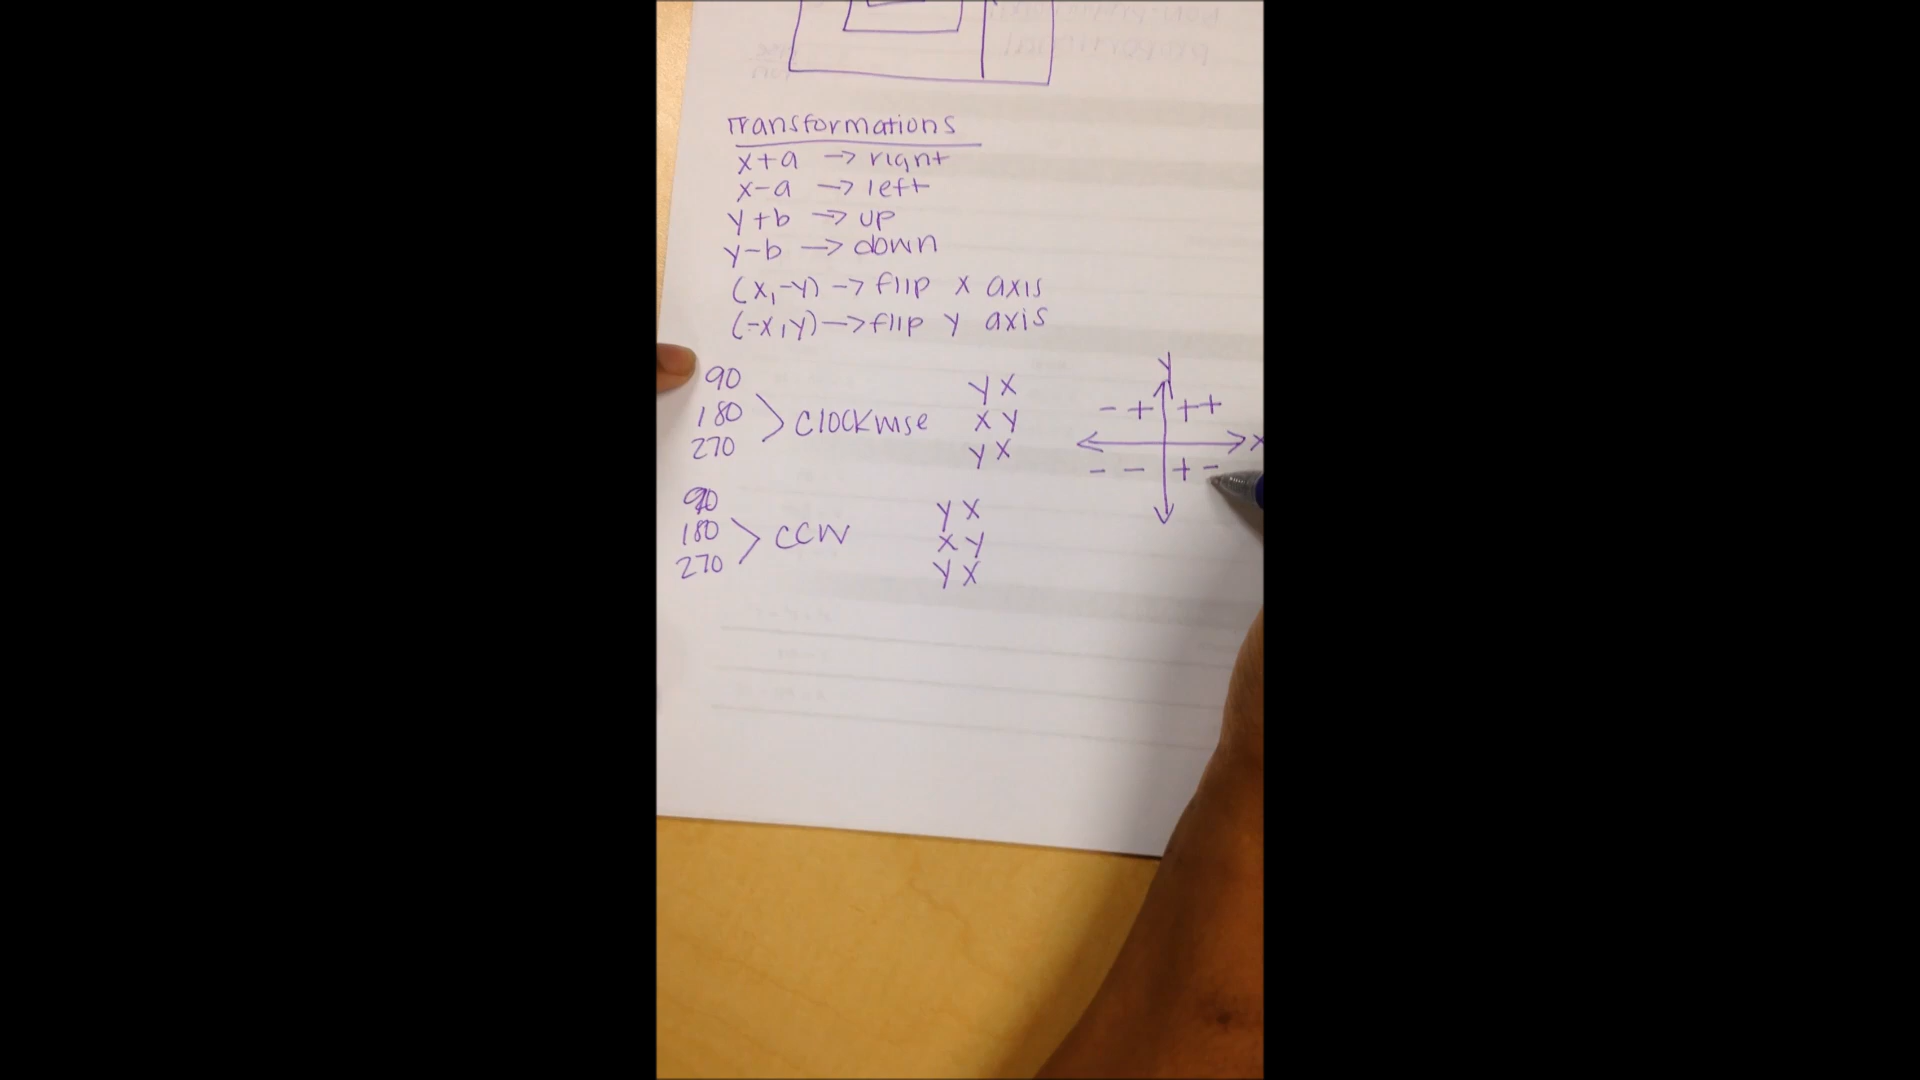 Transformations
x+a → right
x-a → left
y+b → up
y-b → down
(x,-y) → flip x axis
(-x,y) → flip y axis
90
180 > clockwise
270
y x
x y
y x
y
- + + +
x
- - + -
90
180 > CCW
270
y x
x y
y x